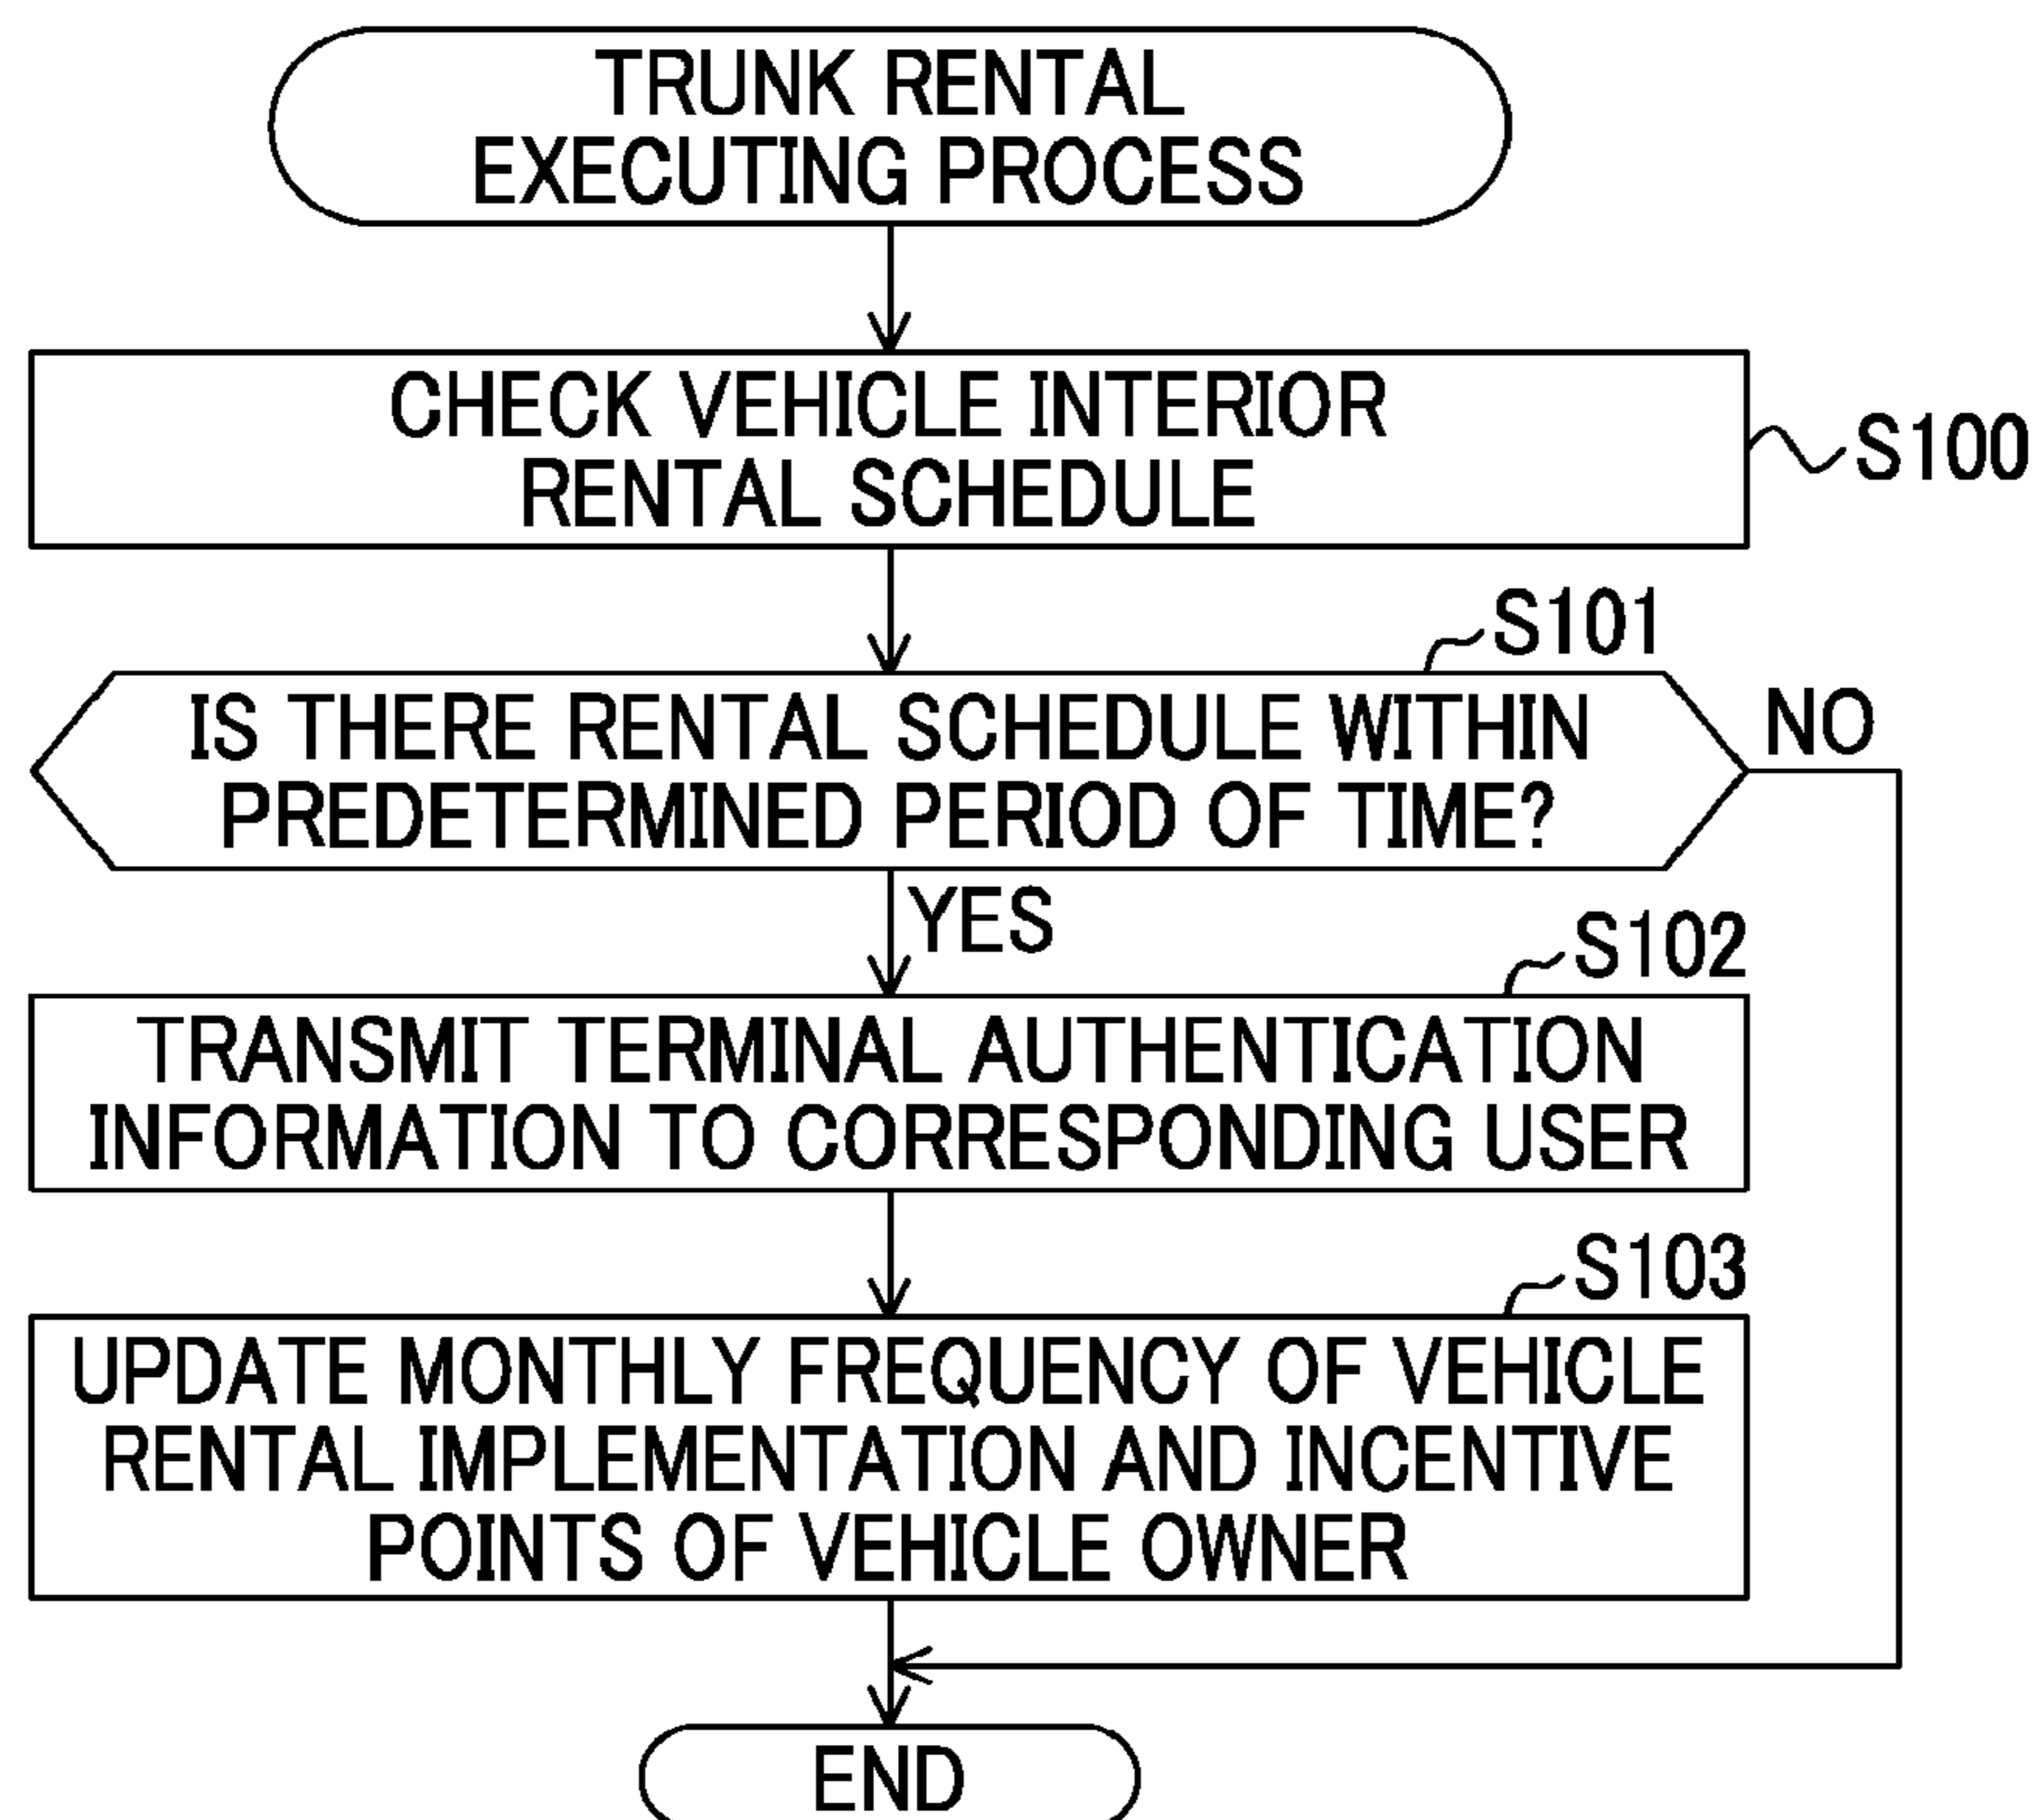 TRUNK RENTAL
EXECUTING PROCESS
CHECK VEHICLE INTERIOR
RENTAL SCHEDULE
S100
S101
IS THERE RENTAL SCHEDULE WITHIN
PREDETERMINED PERIOD OF TIME?
NO
YES
S102
TRANSMIT TERMINAL AUTHENTICATION
INFORMATION TO CORRESPONDING USER
S103
UPDATE MONTHLY FREQUENCY OF VEHICLE
RENTAL IMPLEMENTATION AND INCENTIVE
POINTS OF VEHICLE OWNER
END